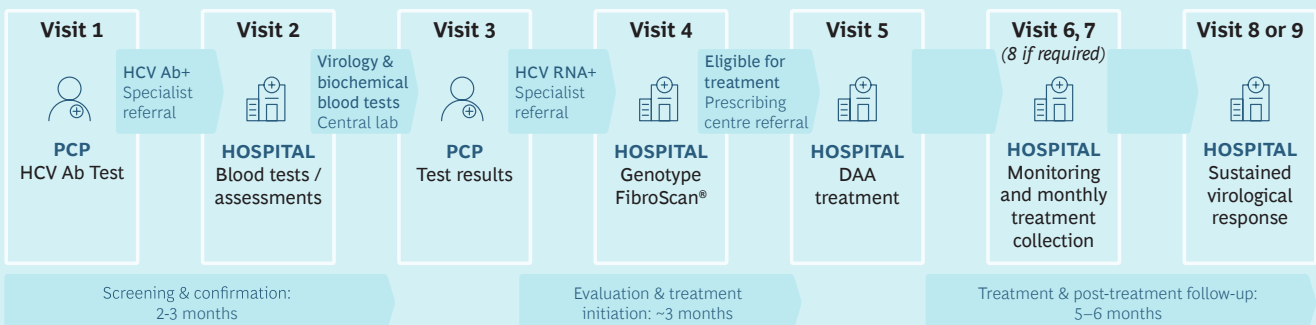 Visit 1
PCP
HCV Ab Test
HCV Ab+
Specialist
referral
Visit 2
HOSPITAL
Blood tests /
assessments
Virology &
biochemical
blood tests
Central lab
Visit 3
PCP
Test results
HCV RNA+
Specialist
referral
Visit 4
HOSPITAL
Genotype
FibroScan®
Eligible for
treatment
Prescribing
centre referral
Visit 5
HOSPITAL
DAA
treatment
Visit 6, 7
(8 if required)
HOSPITAL
Monitoring
and monthly
treatment
collection
Visit 8 or 9
HOSPITAL
Sustained
virological
response
Screening & confirmation:
2-3 months
Evaluation & treatment
initiation: ~3 months
Treatment & post-treatment follow-up:
5–6 months